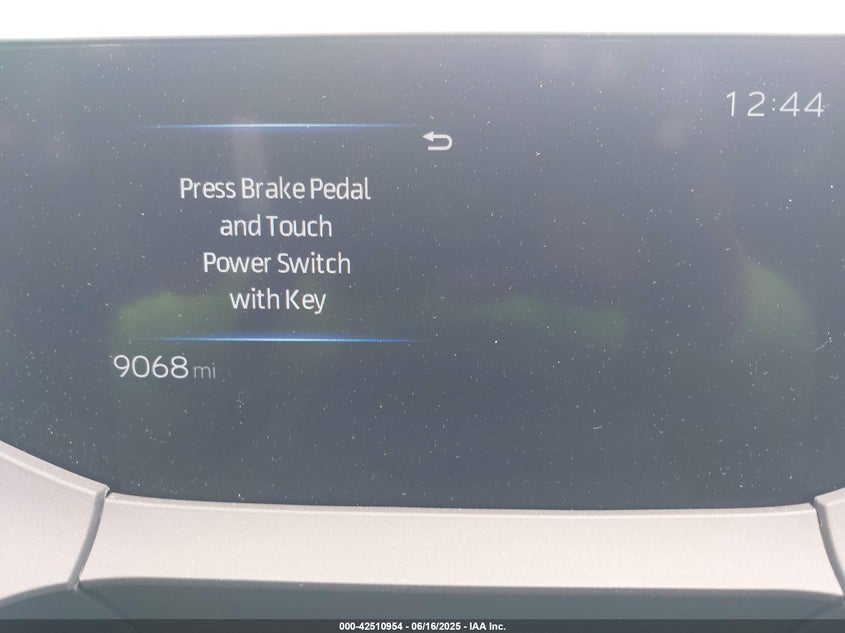 12:44
Press Brake Pedal
and Touch
Power Switch
with Key
9068 mi
000-42510954 - 06/16/2025 - IAA Inc.